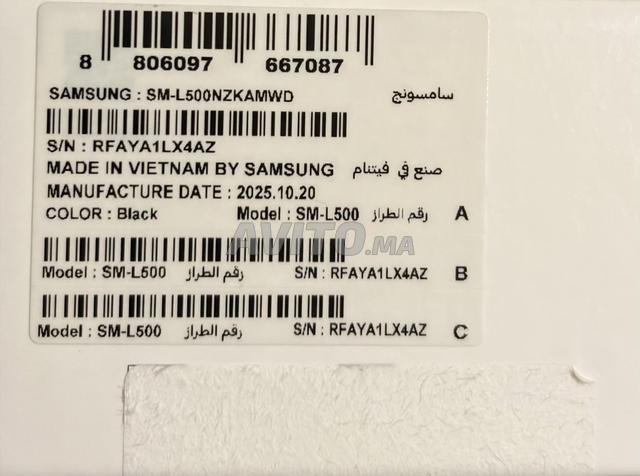 8 806097 667087
SAMSUNG : SM-L500NZKAMWD سامسونج
S/N : RFAYA1LX4AZ
MADE IN VIETNAM BY SAMSUNG صنع في فيتنام
MANUFACTURE DATE : 2025.10.20
COLOR : Black Model : SM-L500 رقم الطراز A
AVITO.MA
Model : SM-L500 رقم الطراز S/N : RFAYA1LX4AZ B
Model : SM-L500 رقم الطراز S/N : RFAYA1LX4AZ C